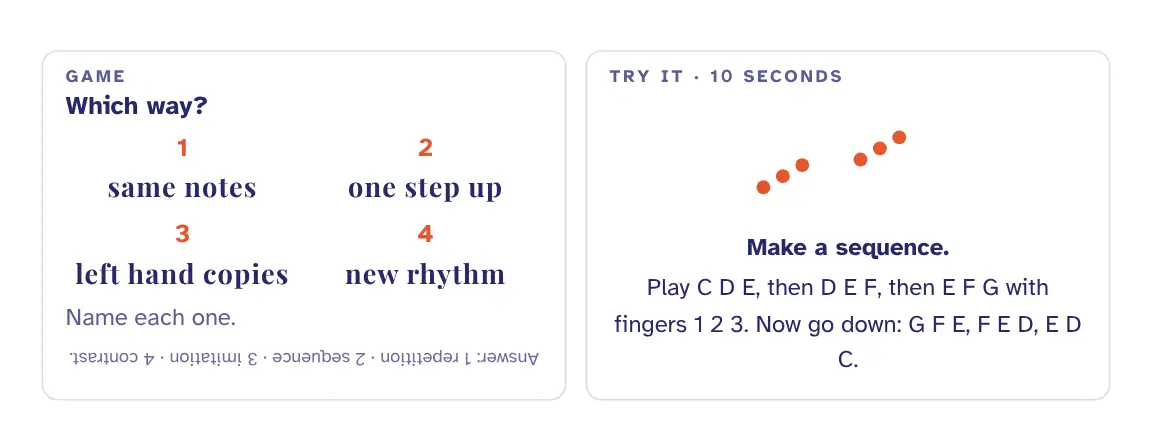 GAME
Which way?
1
same notes
2
one step up
3
left hand copies
4
new rhythm
Name each one.
Answer: 1 repetition · 2 sequence · 3 imitation · 4 contrast.
TRY IT · 10 SECONDS
Make a sequence.
Play C D E, then D E F, then E F G with
fingers 1 2 3. Now go down: G F E, F E D, E D
C.